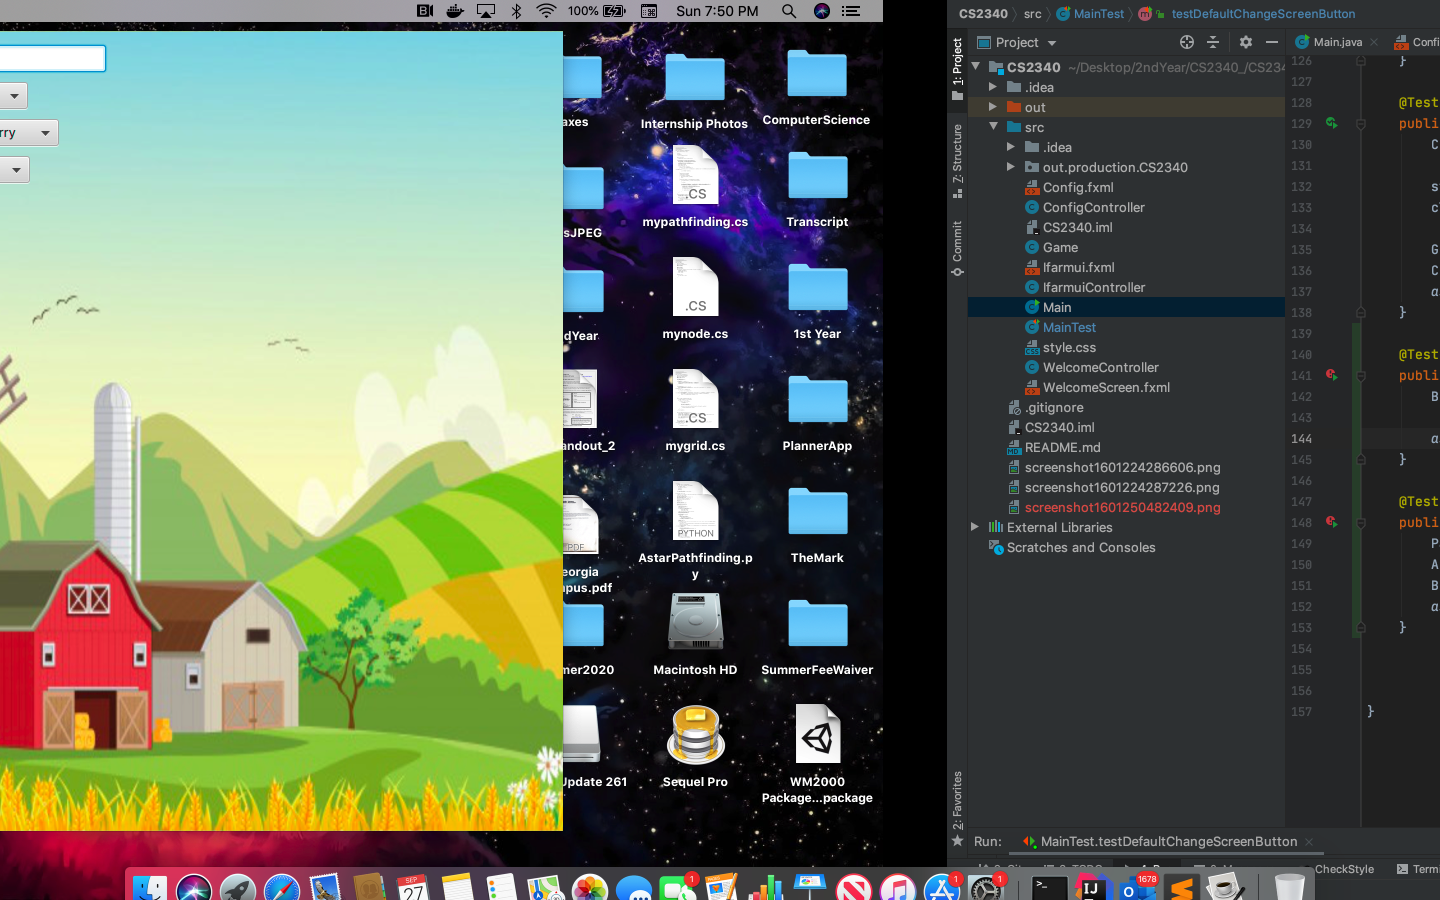 100%
Sun 7:50 PM
rry
axes
Internship Photos
ComputerScience
sJPEG
.CS
mypathfinding.cs
Transcript
dYear
.CS
mynode.cs
1st Year
andout_2
.CS
mygrid.cs
PlannerApp
PDF
eorgia
pus.pdf
PYTHON
AstarPathfinding.p
y
TheMark
mer2020
Macintosh HD
SummerFeeWaiver
Update 261
Sequel Pro
WM2000
Package...package
SEP
27
1
1
1
1678
CS2340 src MainTest testDefaultChangeScreenButton
1: Project
Z: Structure
Commit
2: Favorites
Project
Main.java
Confi
CS2340 ~/Desktop/2ndYear/CS2340_/CS234
.idea
out
src
.idea
out.production.CS2340
Config.fxml
ConfigController
CS2340.iml
Game
Ifarmui.fxml
IfarmuiController
Main
MainTest
style.css
WelcomeController
WelcomeScreen.fxml
.gitignore
CS2340.iml
README.md
screenshot1601224286606.png
screenshot1601224287226.png
screenshot1601250482409.png
External Libraries
Scratches and Consoles
126 }
127
128 @Test
129 publi
130 C
131
132 s
133 c
134
135 G
136 C
137 a
138 }
139
140 @Test
141 publi
142 B
143
144 a
145 }
146
147 @Test
148 publi
149 P
150 A
151 B
152 a
153 }
154
155
156
157 }
Run: MainTest.testDefaultChangeScreenButton
CheckStyle
Termi